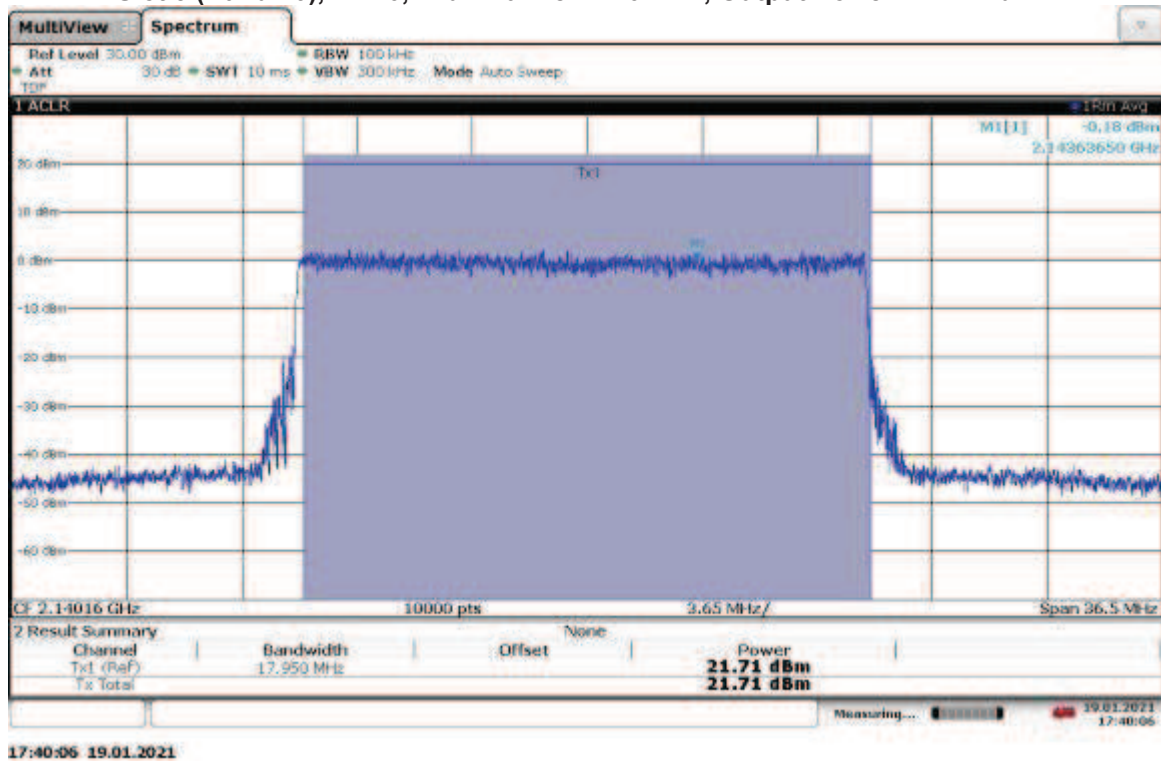 MultiView Spectrum
Ref Level 30.00 dBm RBW 100 kHz
Att 30 dB SWT 10 ms VBW 300 kHz Mode Auto Sweep
TDF
1 ACLR 1Rm Avg
M1[1] -0.18 dBm
2.14363650 GHz
20 dBm
Tx1
10 dBm
M1
0 dBm
-10 dBm
-20 dBm
-30 dBm
-40 dBm
-50 dBm
-60 dBm
CF 2.14016 GHz 10000 pts 3.65 MHz/ Span 36.5 MHz
2 Result Summary None
Channel Bandwidth Offset Power
Tx1 (Ref) 17.950 MHz 21.71 dBm
Tx Total 21.71 dBm
Measuring... 19.01.2021
17:40:06
17:40:06 19.01.2021